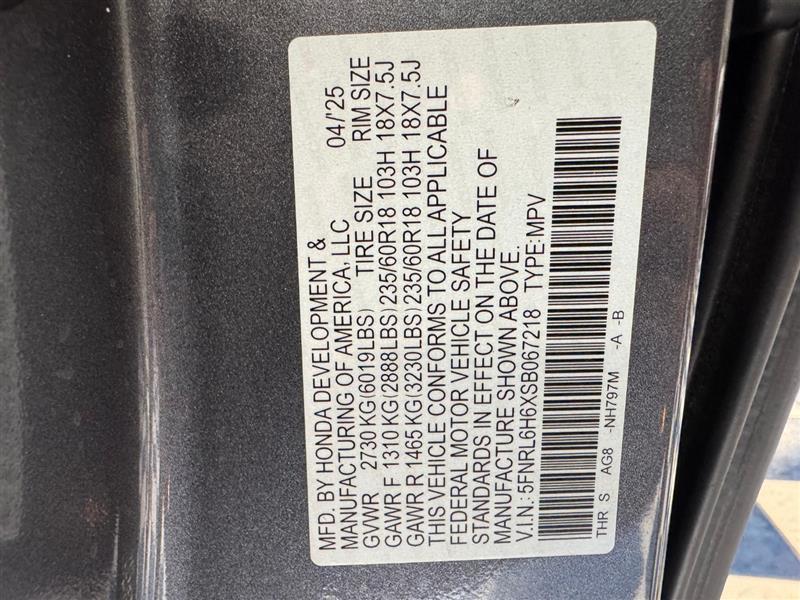 MFD. BY HONDA DEVELOPMENT &
MANUFACTURING OF AMERICA, LLC 04/'25
GVWR 2730 KG(6019LBS) TIRE SIZE RIM SIZE
GAWR F 1310 KG(2888LBS) 235/60R18 103H 18X7.5J
GAWR R 1465 KG(3230LBS) 235/60R18 103H 18X7.5J
THIS VEHICLE CONFORMS TO ALL APPLICABLE
FEDERAL MOTOR VEHICLE SAFETY
STANDARDS IN EFFECT ON THE DATE OF
MANUFACTURE SHOWN ABOVE.
V.I.N.:5FNRL6H6XSB067218 TYPE:MPV
THR S AG8 -NH797M -A -B